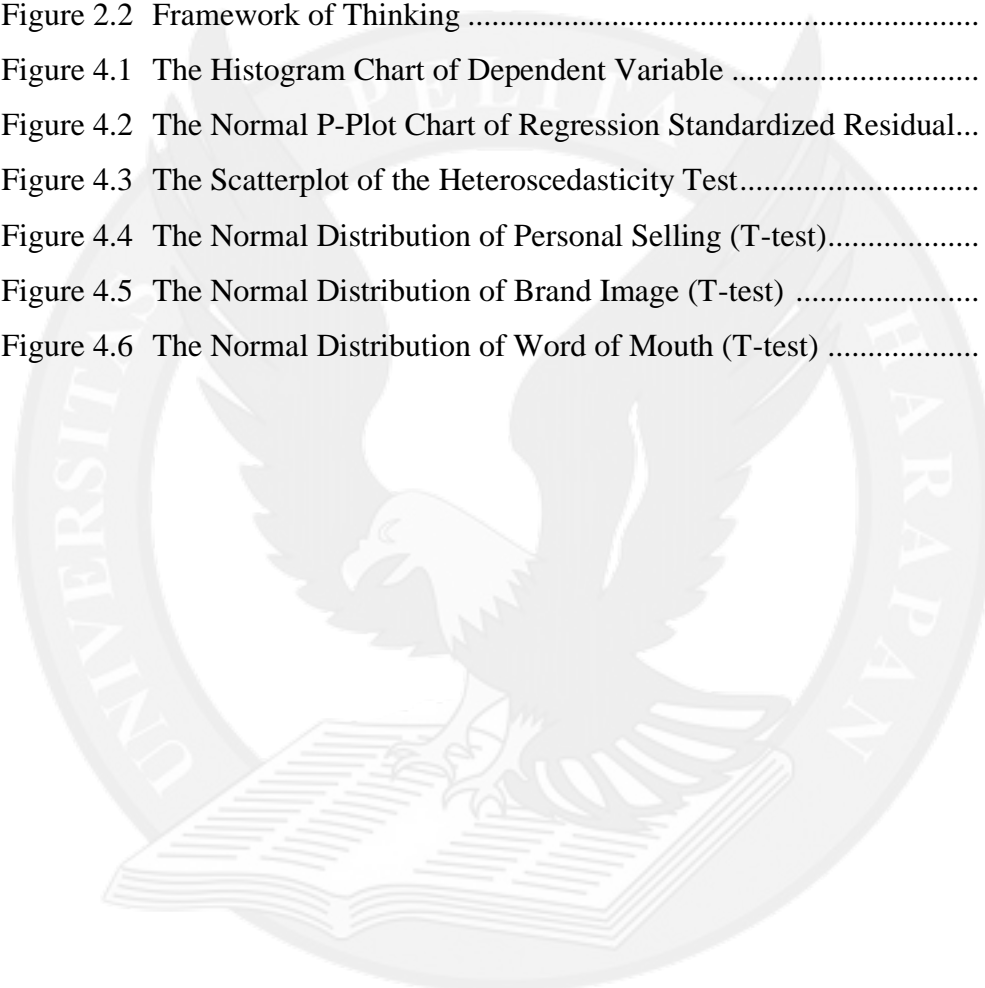 Figure 2.2 Framework of Thinking ..................................................................
Figure 4.1 The Histogram Chart of Dependent Variable ................................
Figure 4.2 The Normal P-Plot Chart of Regression Standardized Residual...
Figure 4.3 The Scatterplot of the Heteroscedasticity Test...............................
Figure 4.4 The Normal Distribution of Personal Selling (T-test)...................
Figure 4.5 The Normal Distribution of Brand Image (T-test) .......................
Figure 4.6 The Normal Distribution of Word of Mouth (T-test) ...................
UNIVERSITAS PELITA HARAPAN